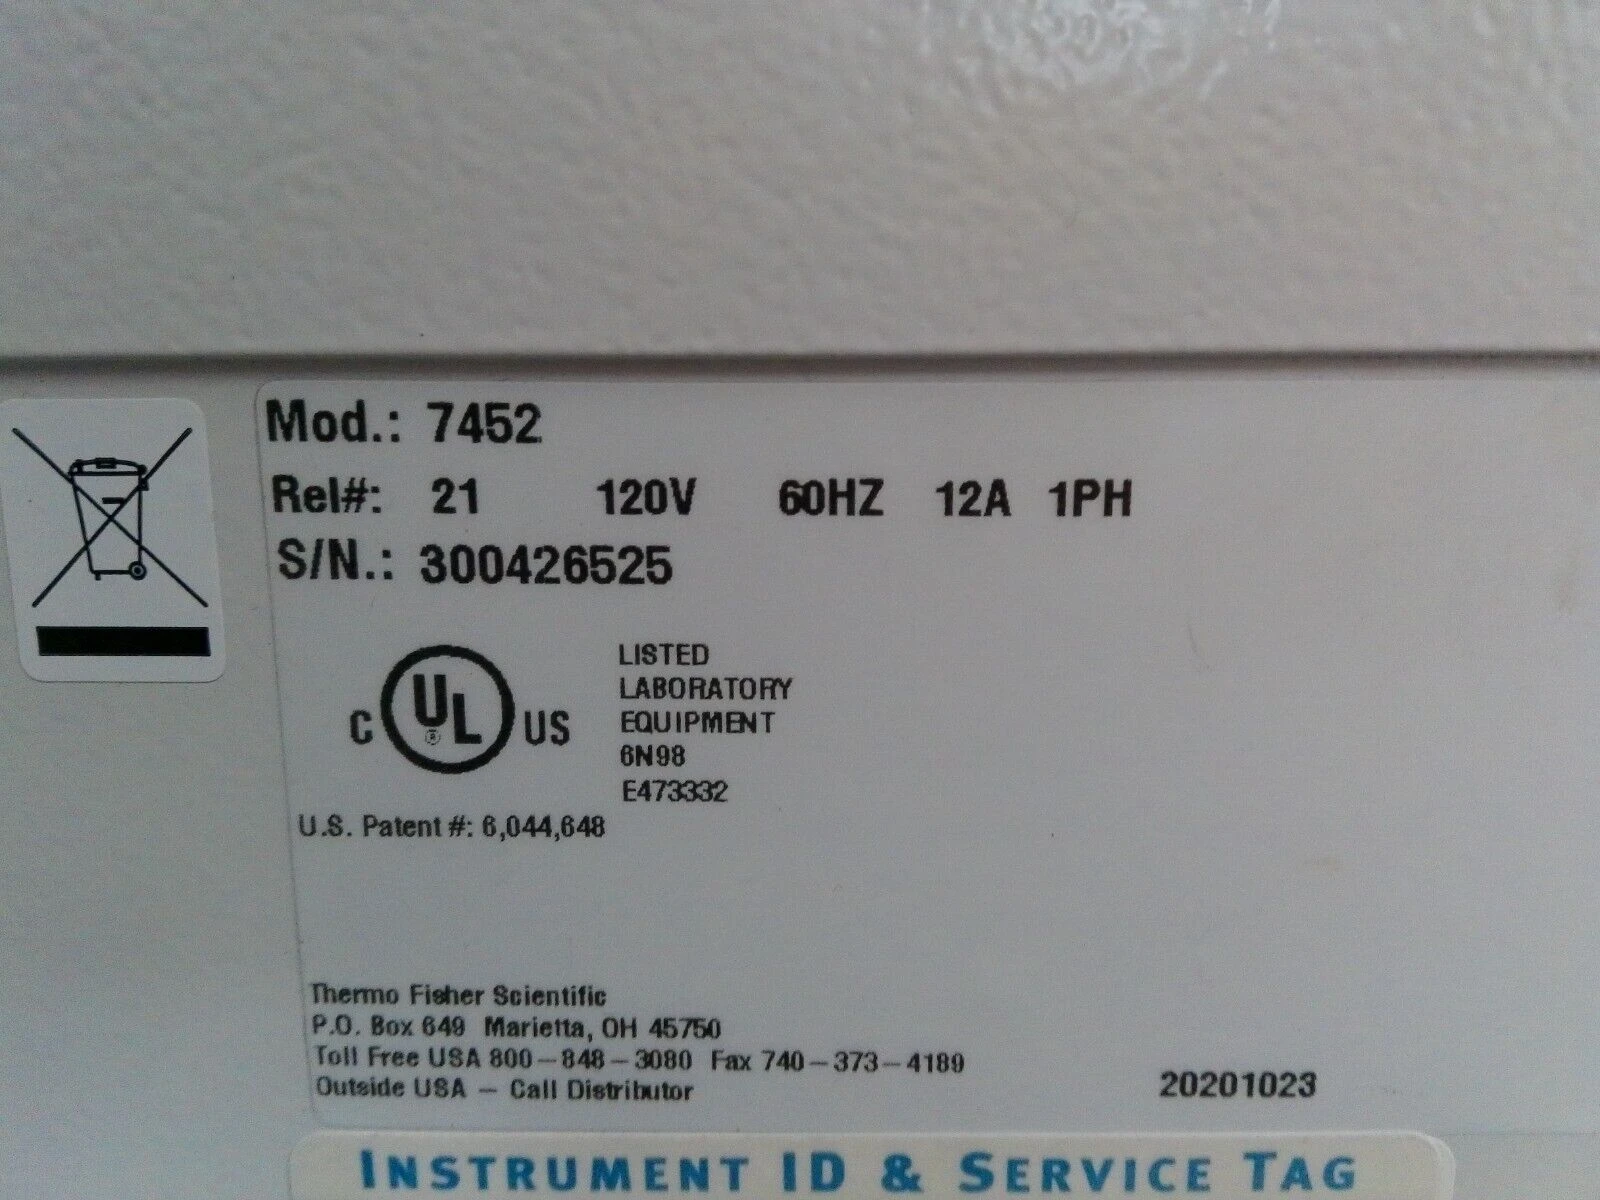 Mod.: 7452
Rel#: 21 120V 60HZ 12A 1PH
S/N.: 300426525
C UL® US
LISTED
LABORATORY
EQUIPMENT
6N98
E473332
U.S. Patent #: 6,044,648
Thermo Fisher Scientific
P.O. Box 649 Marietta, OH 45750
Toll Free USA 800-848-3080 Fax 740-373-4189
Outside USA - Call Distributor
20201023
INSTRUMENT ID & SERVICE TAG